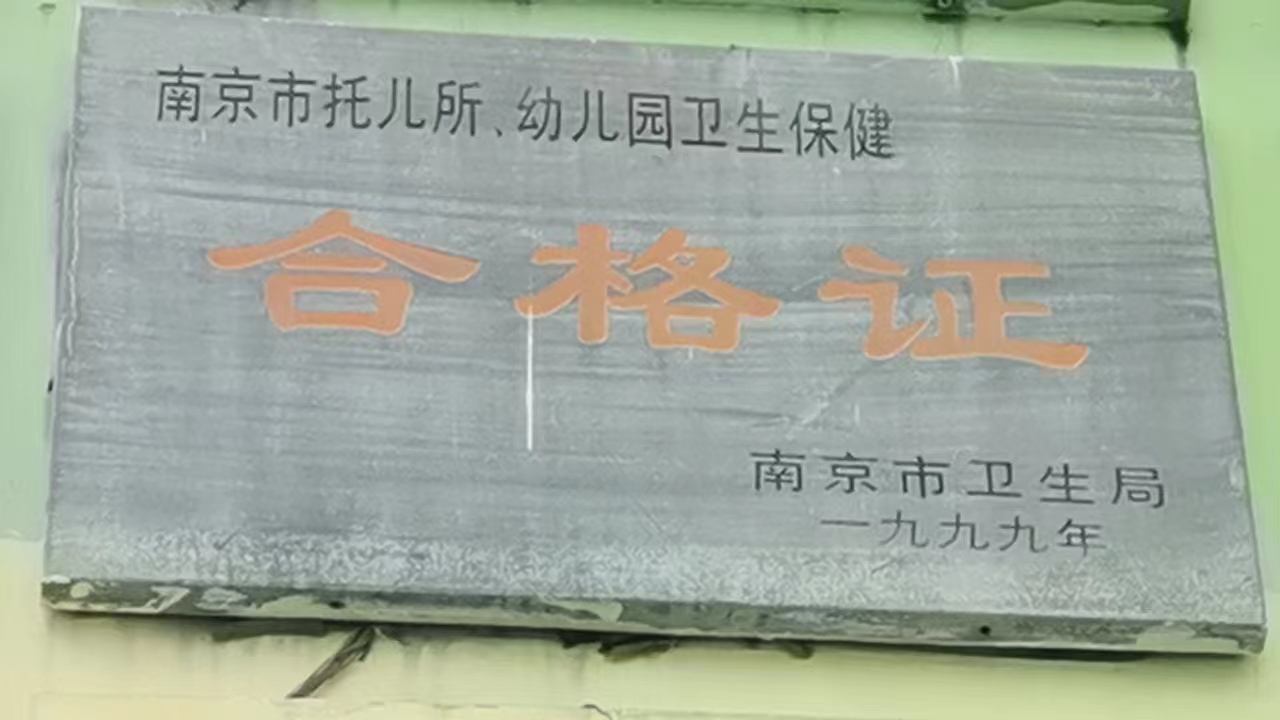 南京市托儿所、幼儿园卫生保健
合格证
南京市卫生局
一九九九年